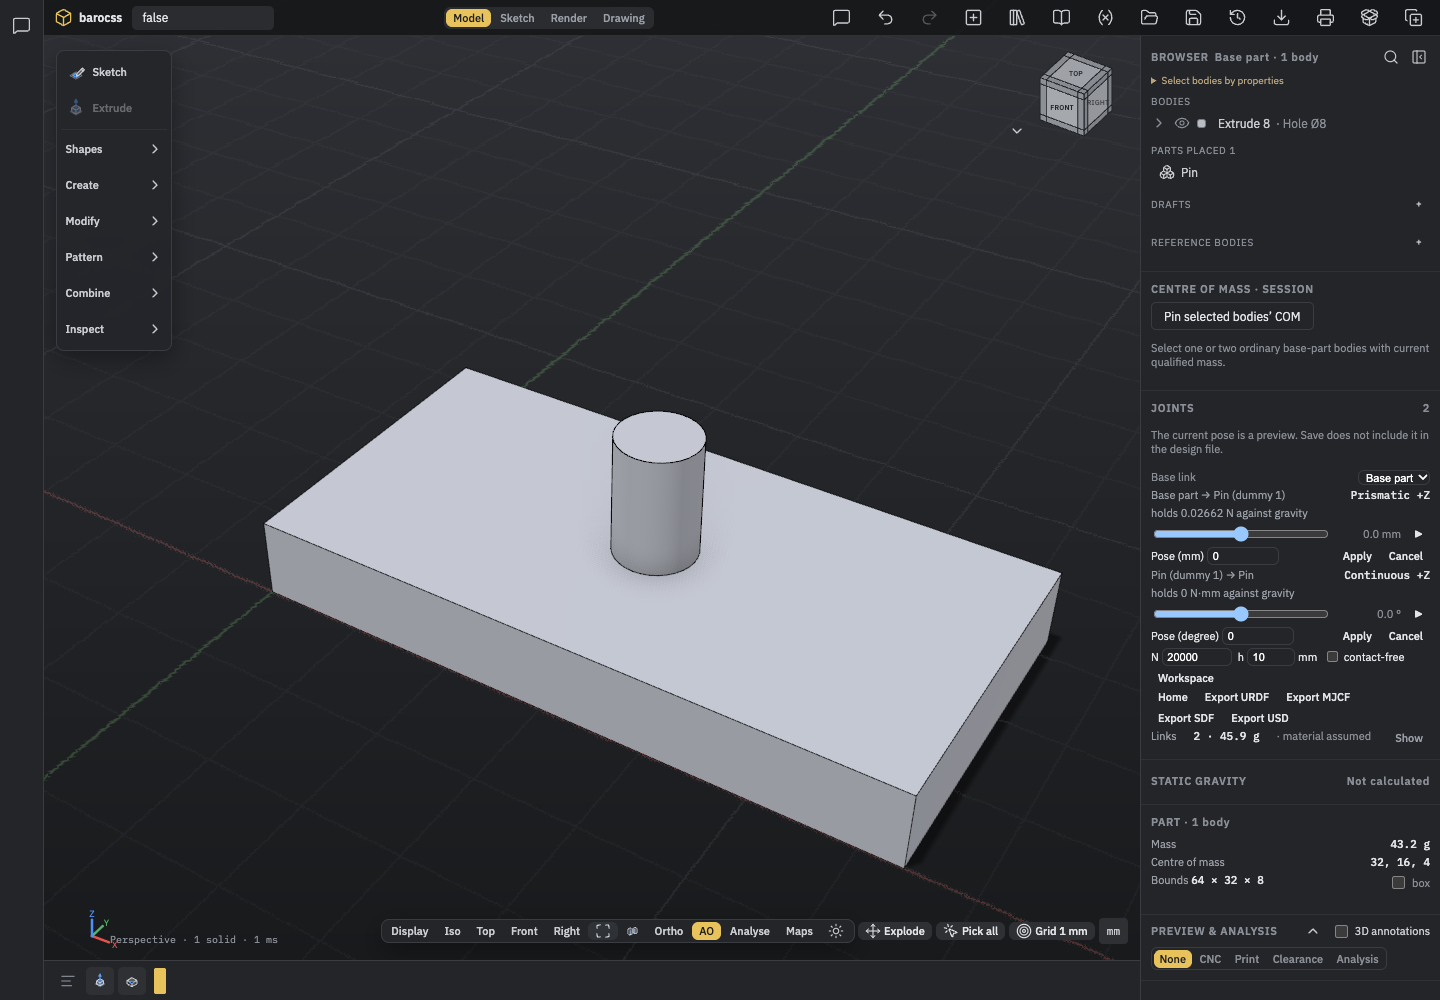 barocss
false
Model Sketch Render Drawing
Sketch
Extrude
Shapes
Create
Modify
Pattern
Combine
Inspect
TOP
FRONT
RIGHT
Z
Y
X
Perspective · 1 solid · 1 ms
Display Iso Top Front Right Ortho AO Analyse Maps
Explode
Pick all
Grid 1 mm
mm
BROWSER Base part · 1 body
Select bodies by properties
BODIES
Extrude 8 · Hole Ø8
PARTS PLACED 1
Pin
DRAFTS +
REFERENCE BODIES +
CENTRE OF MASS · SESSION
Pin selected bodies’ COM
Select one or two ordinary base-part bodies with current
qualified mass.
JOINTS 2
The current pose is a preview. Save does not include it in
the design file.
Base link Base part
Base part → Pin (dummy 1) Prismatic +Z
holds 0.02662 N against gravity
0.0 mm
Pose (mm) 0 Apply Cancel
Pin (dummy 1) → Pin Continuous +Z
holds 0 N·mm against gravity
0.0 °
Pose (degree) 0 Apply Cancel
N 20000 h 10 mm contact-free
Workspace
Home Export URDF Export MJCF
Export SDF Export USD
Links 2 · 45.9 g · material assumed Show
STATIC GRAVITY Not calculated
PART · 1 body
Mass 43.2 g
Centre of mass 32, 16, 4
Bounds 64 × 32 × 8 box
PREVIEW & ANALYSIS 3D annotations
None CNC Print Clearance Analysis